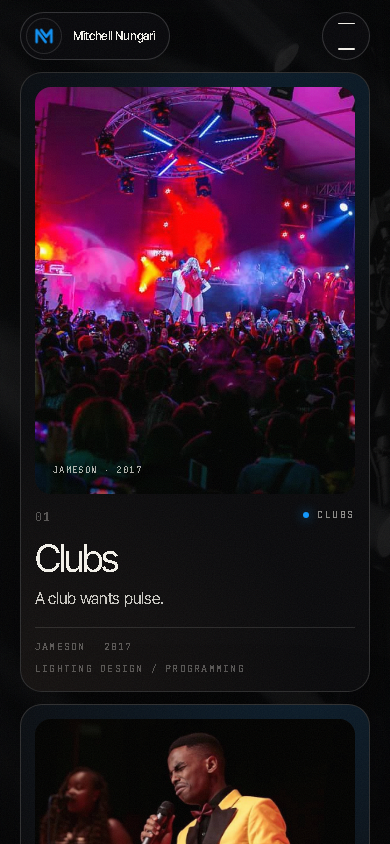 Mitchell Nungari
JAMESON · 2017
01
CLUBS
Clubs
A club wants pulse.
JAMESON 2017
LIGHTING DESIGN / PROGRAMMING